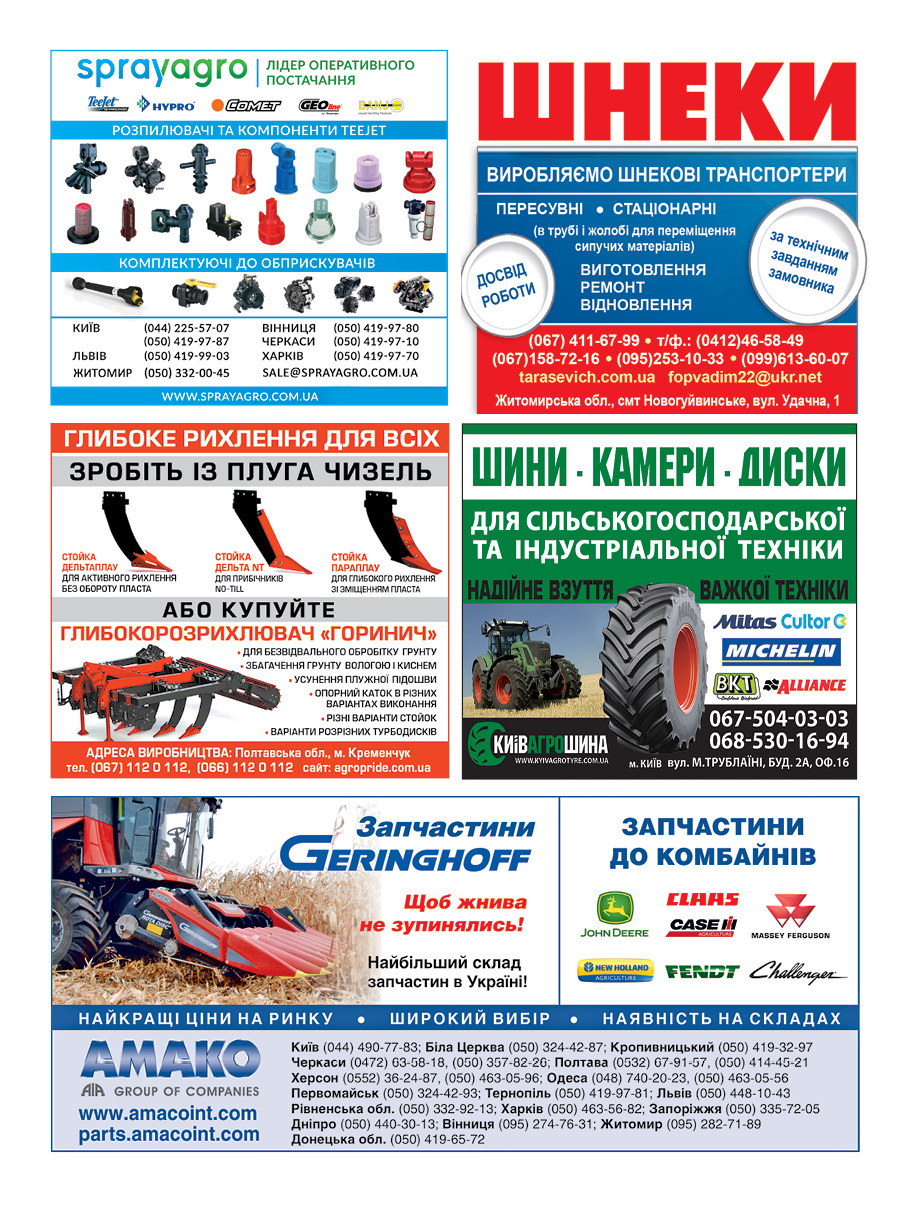 sprayagro
ЛІДЕР ОПЕРАТИВНОГО
ПОСТАЧАННЯ
TeeJet HYPRO COMET GEOline BANJO
РОЗПИЛЮВАЧІ ТА КОМПОНЕНТИ TEEJET
КОМПЛЕКТУЮЧІ ДО ОБПРИСКУВАЧІВ
КИЇВ (044) 225-57-07
(050) 419-97-87
ЛЬВІВ (050) 419-99-03
ЖИТОМИР (050) 332-00-45
ВІННИЦЯ (050) 419-97-80
ЧЕРКАСИ (050) 419-97-10
ХАРКІВ (050) 419-97-70
SALE@SPRAYAGRO.COM.UA
WWW.SPRAYAGRO.COM.UA
ШНЕКИ
ВИРОБЛЯЄМО ШНЕКОВІ ТРАНСПОРТЕРИ
ПЕРЕСУВНІ • СТАЦІОНАРНІ
(в трубі і жолобі для переміщення
сипучих матеріалів)
ДОСВІД
РОБОТИ
ВИГОТОВЛЕННЯ
РЕМОНТ
ВІДНОВЛЕННЯ
за технічним
завданням
замовника
(067) 411-67-99 • т/ф.: (0412)46-58-49
(067)158-72-16 • (095)253-10-33 • (099)613-60-07
tarasevich.com.ua fopvadim22@ukr.net
Житомирська обл., смт Новогуйвинське, вул. Удачна, 1
ГЛИБОКЕ РИХЛЕННЯ ДЛЯ ВСІХ
ЗРОБІТЬ ІЗ ПЛУГА ЧИЗЕЛЬ
СТОЙКА
ДЕЛЬТАПЛАУ
ДЛЯ АКТИВНОГО РИХЛЕННЯ
БЕЗ ОБОРОТУ ПЛАСТА
СТОЙКА
ДЕЛЬТА NT
ДЛЯ ПРИБІЧНИКІВ
NO-TILL
СТОЙКА
ПАРАПЛАУ
ДЛЯ ГЛИБОКОГО РИХЛЕННЯ
ЗІ ЗМІЩЕННЯМ ПЛАСТА
АБО КУПУЙТЕ
ГЛИБОКОРОЗРИХЛЮВАЧ «ГОРИНИЧ»
• ДЛЯ БЕЗВІДВАЛЬНОГО ОБРОБІТКУ ГРУНТУ
• ЗБАГАЧЕННЯ ГРУНТУ ВОЛОГОЮ І КИСНЕМ
• УСУНЕННЯ ПЛУЖНОЇ ПІДОШВИ
• ОПОРНИЙ КАТОК В РІЗНИХ
ВАРІАНТАХ ВИКОНАННЯ
• РІЗНІ ВАРІАНТИ СТОЙОК
• ВАРІАНТИ РОЗРІЗНИХ ТУРБОДИСКІВ
АДРЕСА ВИРОБНИЦТВА: Полтавська обл., м. Кременчук
тел. (067) 112 0 112, (066) 112 0 112 сайт: agropride.com.ua
ШИНИ · КАМЕРИ · ДИСКИ
ДЛЯ СІЛЬСЬКОГОСПОДАРСЬКОЇ
ТА ІНДУСТРІАЛЬНОЇ ТЕХНІКИ
НАДІЙНЕ ВЗУТТЯ ВАЖКОЇ ТЕХНІКИ
Mitas Cultor
MICHELIN
BKT ALLIANCE
067-504-03-03
068-530-16-94
КИЇВАГРОШИНА
WWW.KYIVAGROTYRE.COM.UA
м. КИЇВ вул. М.ТРУБЛАЇНІ, БУД. 2А, ОФ.16
Запчастини
GERINGHOFF
Щоб жнива
не зупинялись!
Найбільший склад
запчастин в Україні!
GERINGHOFF
ЗАПЧАСТИНИ
ДО КОМБАЙНІВ
JOHN DEERE
CLAAS
CASE IH
AGRICULTURE
MASSEY FERGUSON
NEW HOLLAND
AGRICULTURE
FENDT
Challenger
НАЙКРАЩІ ЦІНИ НА РИНКУ • ШИРОКИЙ ВИБІР • НАЯВНІСТЬ НА СКЛАДАХ
AMAKO
AIA GROUP OF COMPANIES
www.amacoint.com
parts.amacoint.com
Київ (044) 490-77-83; Біла Церква (050) 324-42-87; Кропивницький (050) 419-32-97
Черкаси (0472) 63-58-18, (050) 357-82-26; Полтава (0532) 67-91-57, (050) 414-45-21
Херсон (0552) 36-24-87, (050) 463-05-96; Одеса (048) 740-20-23, (050) 463-05-56
Первомайськ (050) 324-42-93; Тернопіль (050) 419-97-81; Львів (050) 448-10-43
Рівненська обл. (050) 332-92-13; Харків (050) 463-56-82; Запоріжжя (050) 335-72-05
Дніпро (050) 440-30-13; Вінниця (095) 274-76-31; Житомир (095) 282-71-89
Донецька обл. (050) 419-65-72